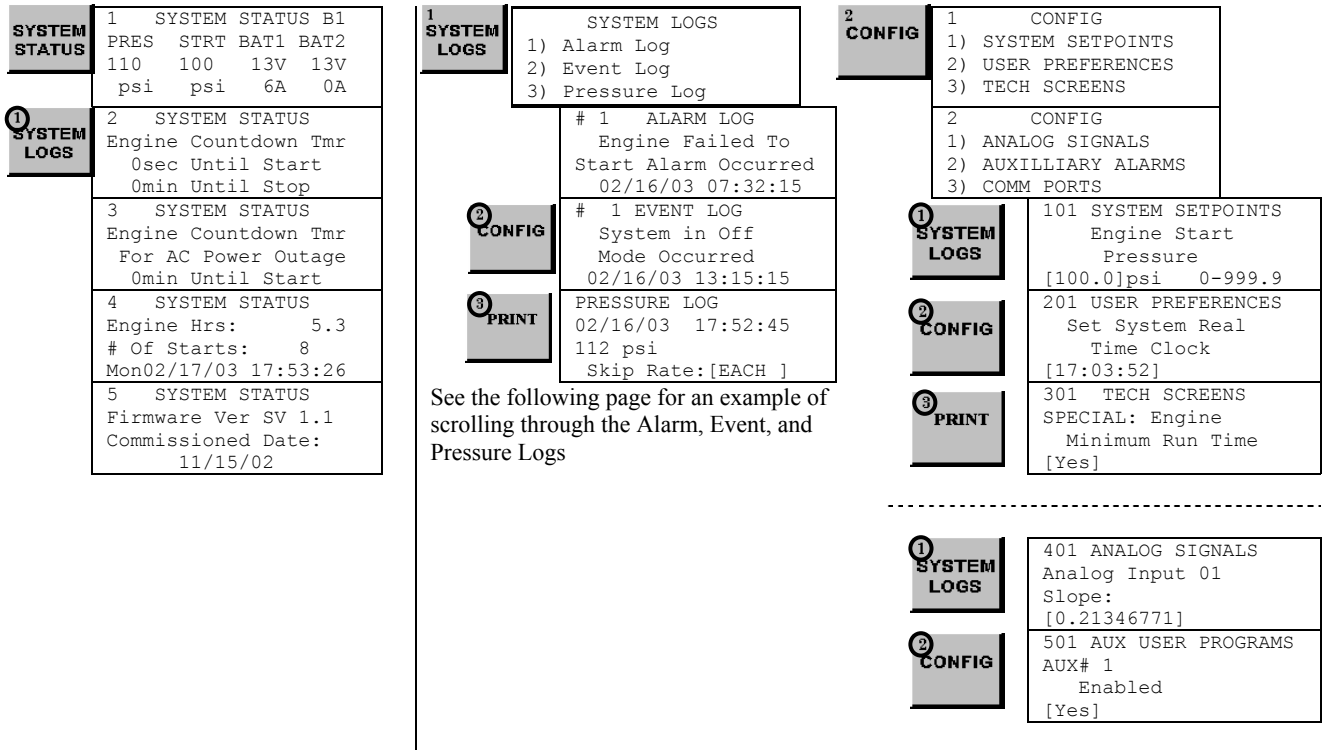 SYSTEM
STATUS
1 SYSTEM STATUS B1
PRES STRT BAT1 BAT2
110 100 13V 13V
psi psi 6A 0A
1
SYSTEM
LOGS
2 SYSTEM STATUS
Engine Countdown Tmr
0sec Until Start
0min Until Stop
3 SYSTEM STATUS
Engine Countdown Tmr
For AC Power Outage
0min Until Start
4 SYSTEM STATUS
Engine Hrs: 5.3
# Of Starts: 8
Mon02/17/03 17:53:26
5 SYSTEM STATUS
Firmware Ver SV 1.1
Commissioned Date:
11/15/02
1
SYSTEM
LOGS
SYSTEM LOGS
1) Alarm Log
2) Event Log
3) Pressure Log
# 1 ALARM LOG
Engine Failed To
Start Alarm Occurred
02/16/03 07:32:15
2
CONFIG
# 1 EVENT LOG
System in Off
Mode Occurred
02/16/03 13:15:15
3
PRINT
PRESSURE LOG
02/16/03 17:52:45
112 psi
Skip Rate:[EACH ]
See the following page for an example of
scrolling through the Alarm, Event, and
Pressure Logs
2
CONFIG
1 CONFIG
1) SYSTEM SETPOINTS
2) USER PREFERENCES
3) TECH SCREENS
2 CONFIG
1) ANALOG SIGNALS
2) AUXILLIARY ALARMS
3) COMM PORTS
1
SYSTEM
LOGS
101 SYSTEM SETPOINTS
Engine Start
Pressure
[100.0]psi 0-999.9
2
CONFIG
201 USER PREFERENCES
Set System Real
Time Clock
[17:03:52]
3
PRINT
301 TECH SCREENS
SPECIAL: Engine
Minimum Run Time
[Yes]
1
SYSTEM
LOGS
401 ANALOG SIGNALS
Analog Input 01
Slope:
[0.21346771]
2
CONFIG
501 AUX USER PROGRAMS
AUX# 1
Enabled
[Yes]